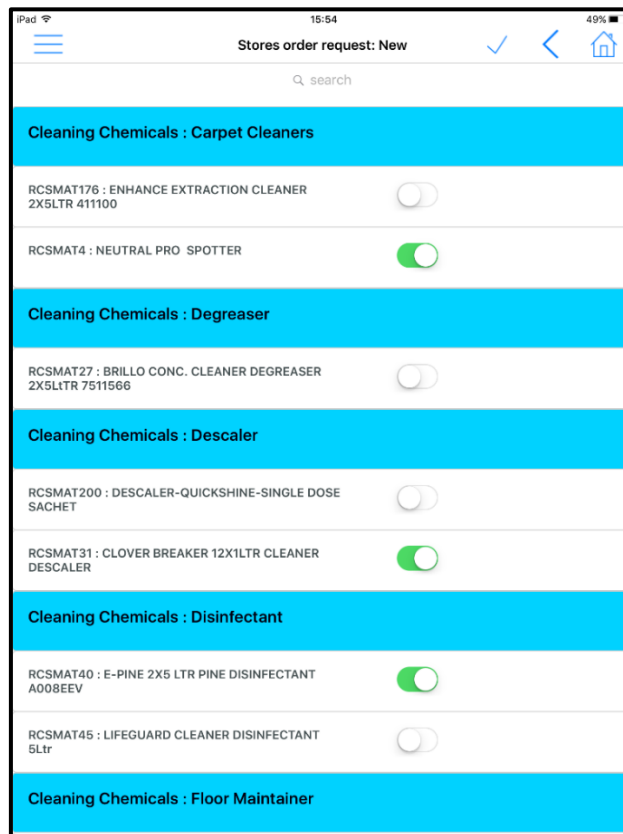 iPad 15:54 49%
Stores order request: New
search
Cleaning Chemicals : Carpet Cleaners
RCSMAT176 : ENHANCE EXTRACTION CLEANER
2X5LTR 411100
RCSMAT4 : NEUTRAL PRO  SPOTTER
Cleaning Chemicals : Degreaser
RCSMAT27 : BRILLO CONC. CLEANER DEGREASER
2X5LtTR 7511566
Cleaning Chemicals : Descaler
RCSMAT200 : DESCALER-QUICKSHINE-SINGLE DOSE
SACHET
RCSMAT31 : CLOVER BREAKER 12X1LTR CLEANER
DESCALER
Cleaning Chemicals : Disinfectant
RCSMAT40 : E-PINE 2X5 LTR PINE DISINFECTANT
A008EEV
RCSMAT45 : LIFEGUARD CLEANER DISINFECTANT
5Ltr
Cleaning Chemicals : Floor Maintainer